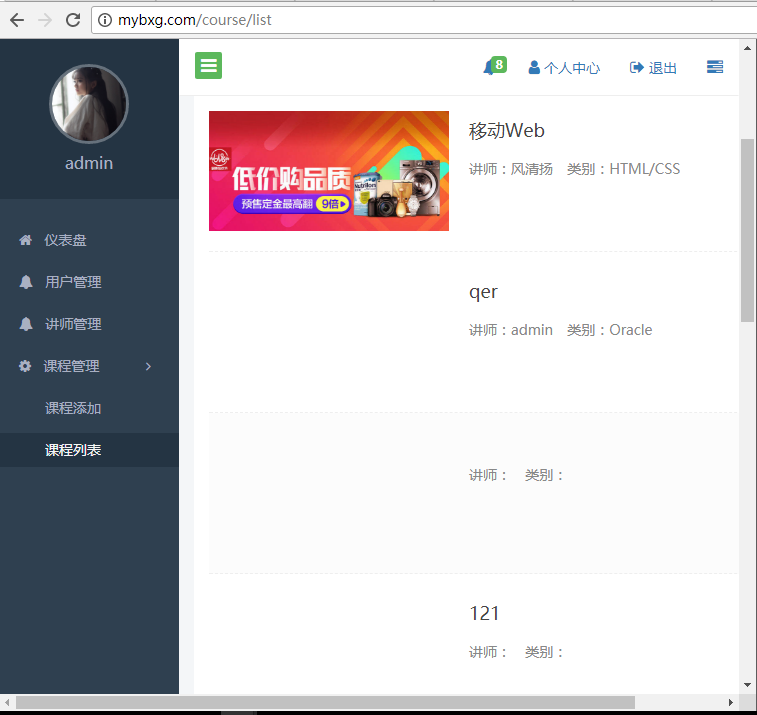 mybxg.com/course/list
8
个人中心
退出
admin
仪表盘
用户管理
讲师管理
课程管理
课程添加
课程列表
低价购品质
预售定金最高翻 9倍
移动Web
讲师：风清扬 类别：HTML/CSS
qer
讲师：admin 类别：Oracle
讲师： 类别：
121
讲师： 类别：